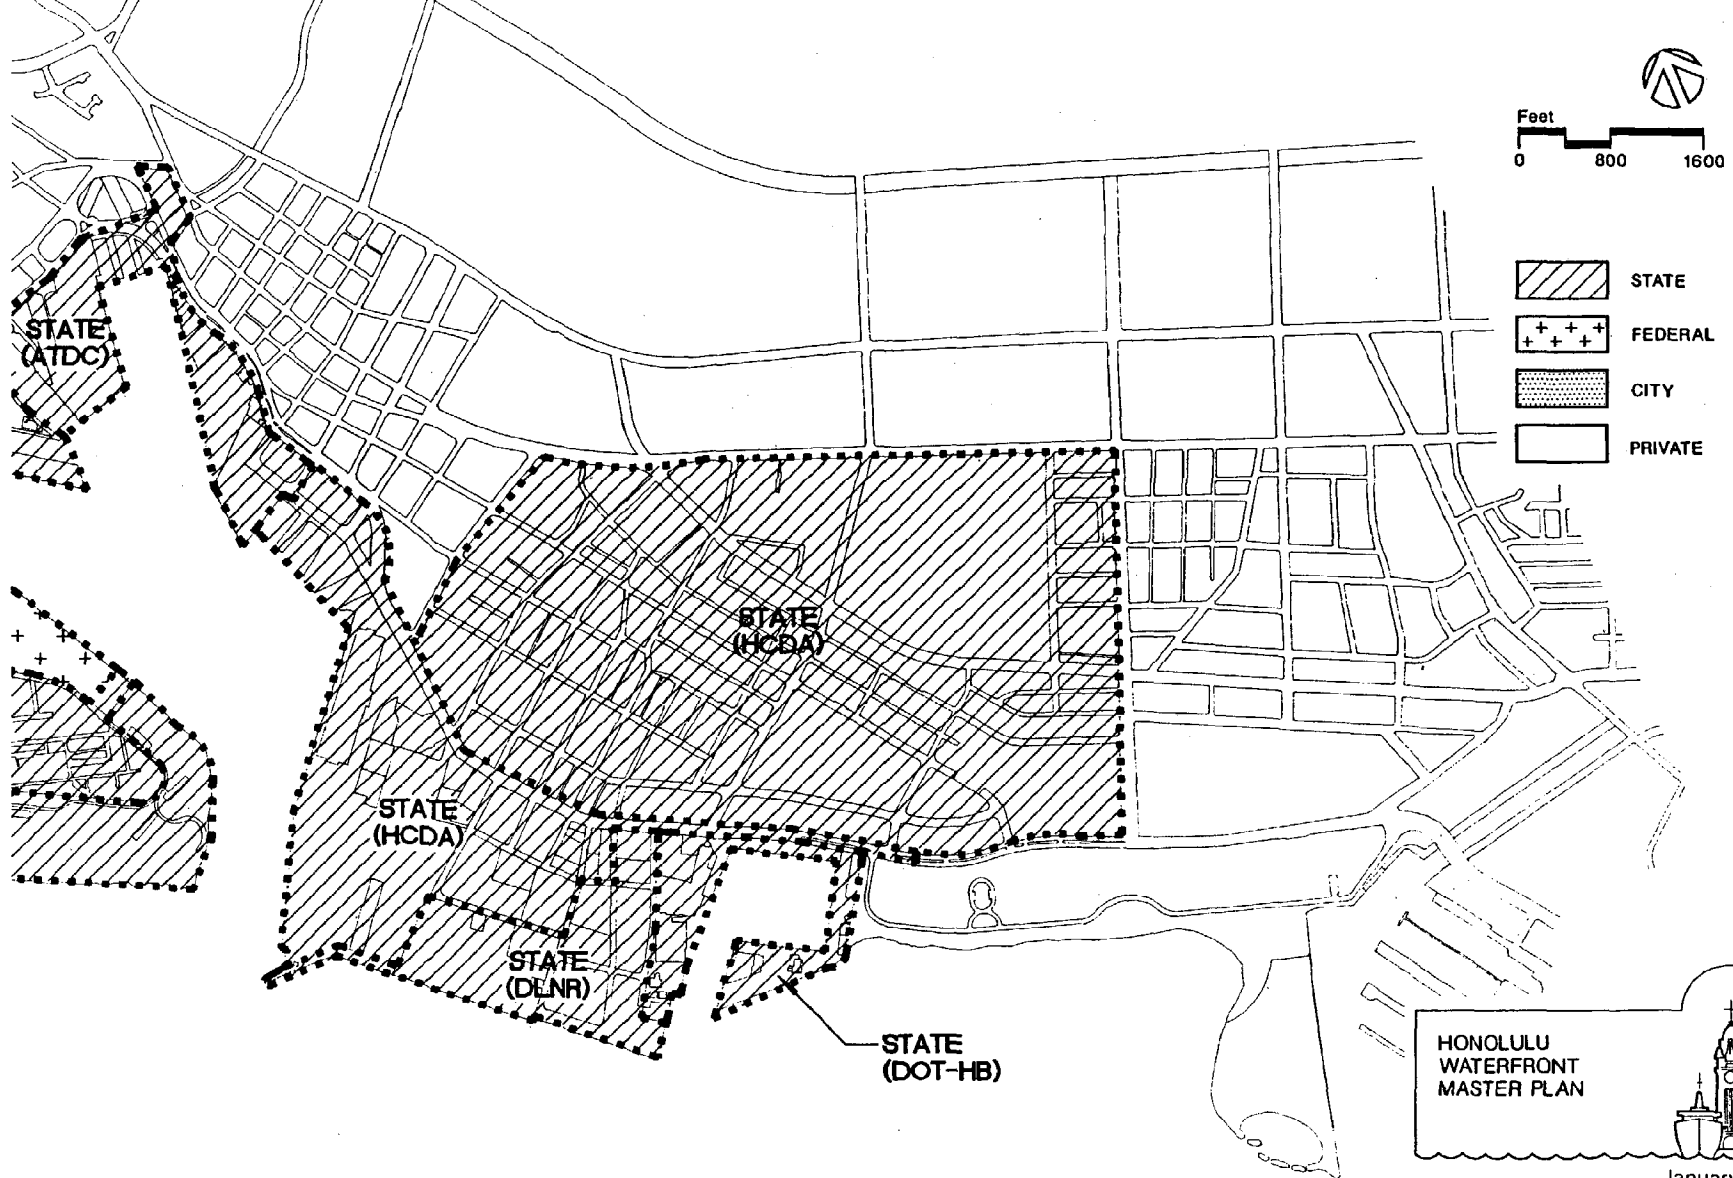 Feet
0 800 1600
STATE
FEDERAL
CITY
PRIVATE
STATE
(ATDC)
STATE
(HCDA)
STATE
(HCDA)
STATE
(DLNR)
STATE
(DOT-HB)
HONOLULU
WATERFRONT
MASTER PLAN
January